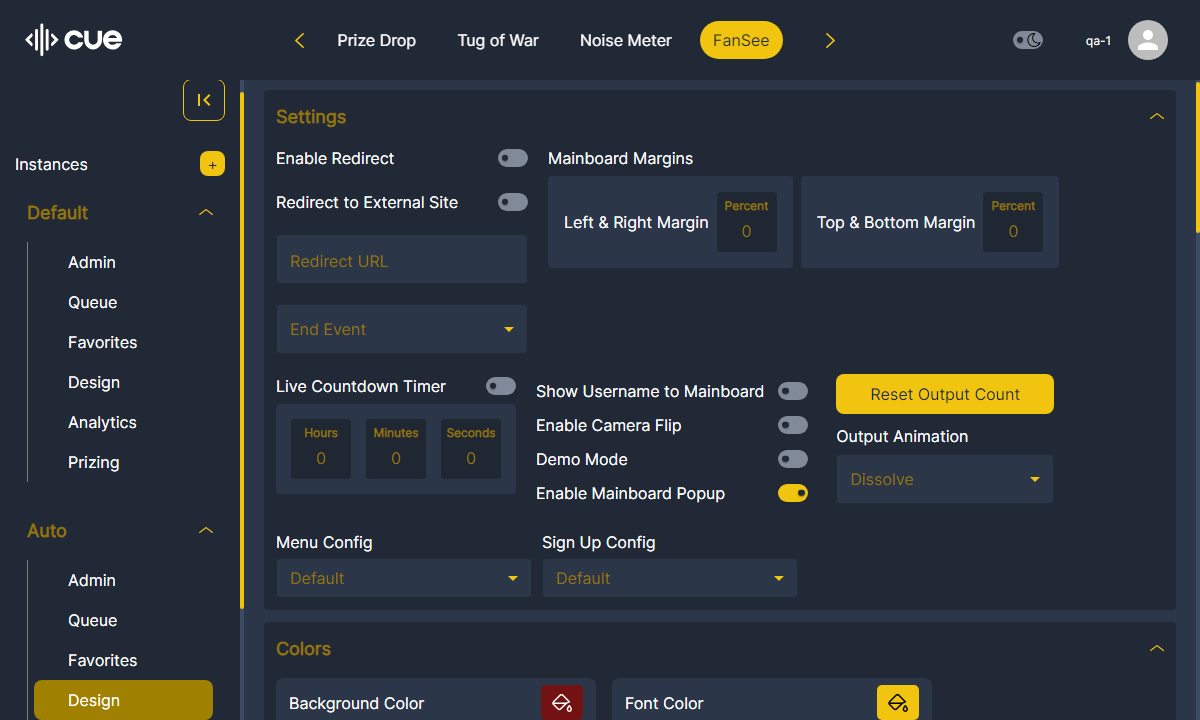 cue
Prize Drop
Tug of War
Noise Meter
FanSee
qa-1
Instances
+
Default
Admin
Queue
Favorites
Design
Analytics
Prizing
Auto
Admin
Queue
Favorites
Design
Settings
Enable Redirect
Redirect to External Site
Redirect URL
End Event
Mainboard Margins
Left & Right Margin
Percent
0
Top & Bottom Margin
Percent
0
Live Countdown Timer
Hours
0
Minutes
0
Seconds
0
Show Username to Mainboard
Enable Camera Flip
Demo Mode
Enable Mainboard Popup
Reset Output Count
Output Animation
Dissolve
Menu Config
Default
Sign Up Config
Default
Colors
Background Color
Font Color